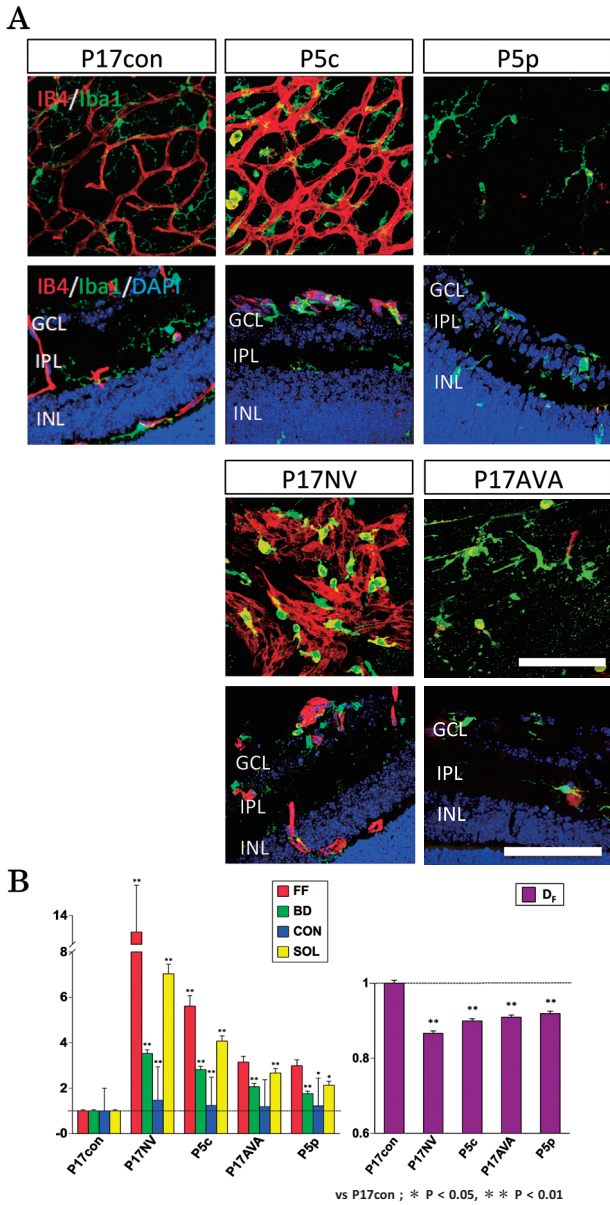 A
P17con P5c P5p
IB4/Iba1
IB4/Iba1/DAPI
GCL GCL GCL
IPL IPL IPL
INL INL INL
P17NV P17AVA
GCL GCL
IPL IPL
INL INL
B
FF
BD
CON
SOL
14
8
6
4
2
-0
** ** ** ** ** ** ** ** ** ** * *
P17con P17NV P5c P17AVA P5p
DF
1
0.8
0.6
** ** ** **
P17con P17NV P5c P17AVA P5p
vs P17con ; * P < 0.05, ** P < 0.01